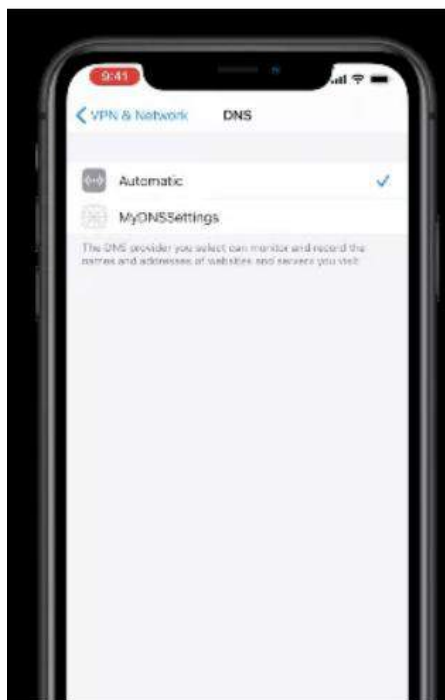 9:41
VPN & Network DNS
Automatic
MyDNSSettings
The DNS provider you select can monitor and record the
names and addresses of websites and servers you visit.